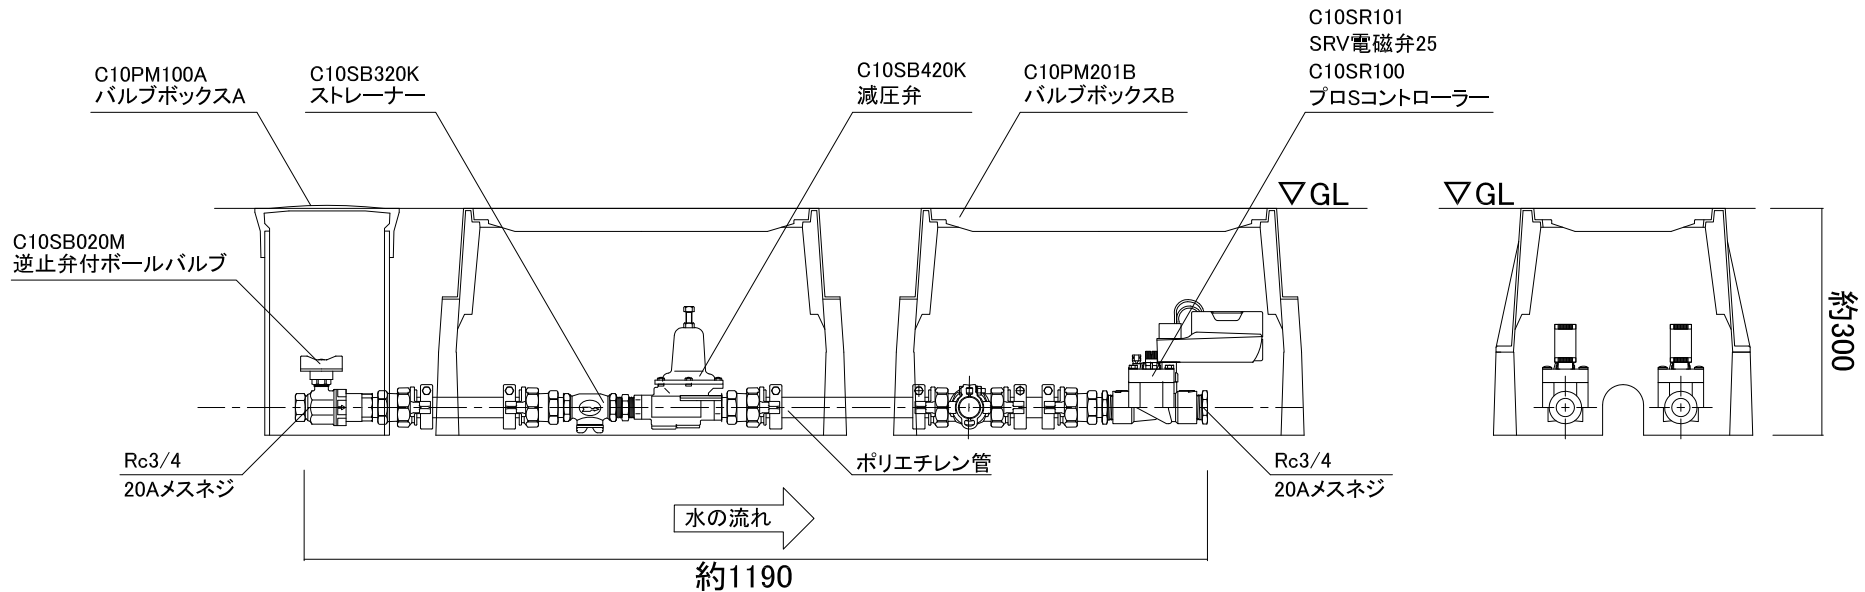 C10PM100A
バルブボックスA
C10SB320K
ストレーナー
C10SB420K
減圧弁
C10PM201B
バルブボックスB
C10SR101
SRV電磁弁25
C10SR100
プロSコントローラー
▽GL
▽GL
C10SB020M
逆止弁付ボールバルブ
約300
Rc3/4
20Aメスネジ
ポリエチレン管
Rc3/4
20Aメスネジ
水の流れ
約1190